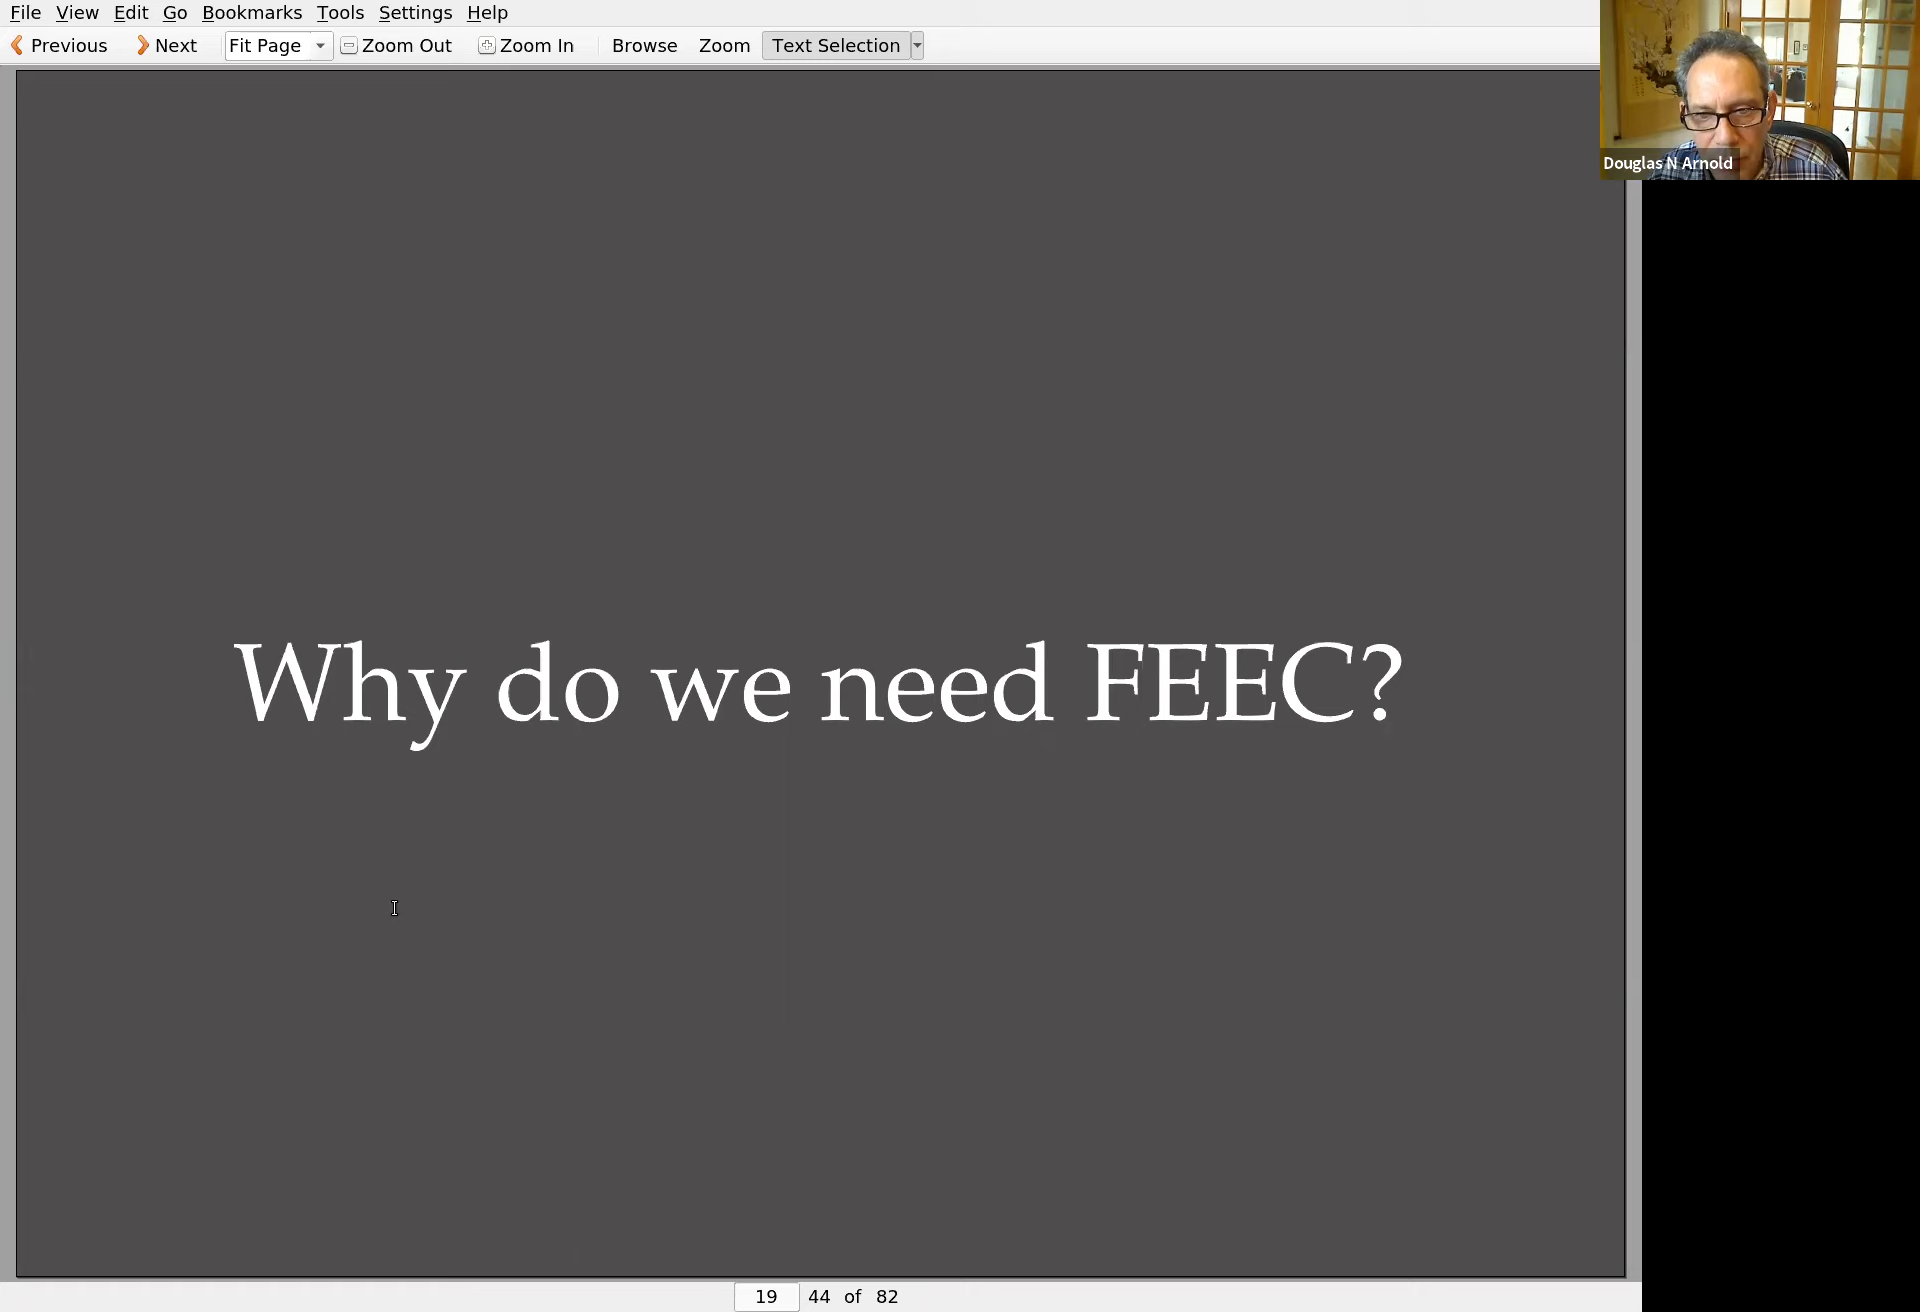 File View Edit Go Bookmarks Tools Settings Help
Previous Next Fit Page Zoom Out Zoom In Browse Zoom Text Selection
Douglas N Arnold
Why do we need FEEC?
19 44 of 82